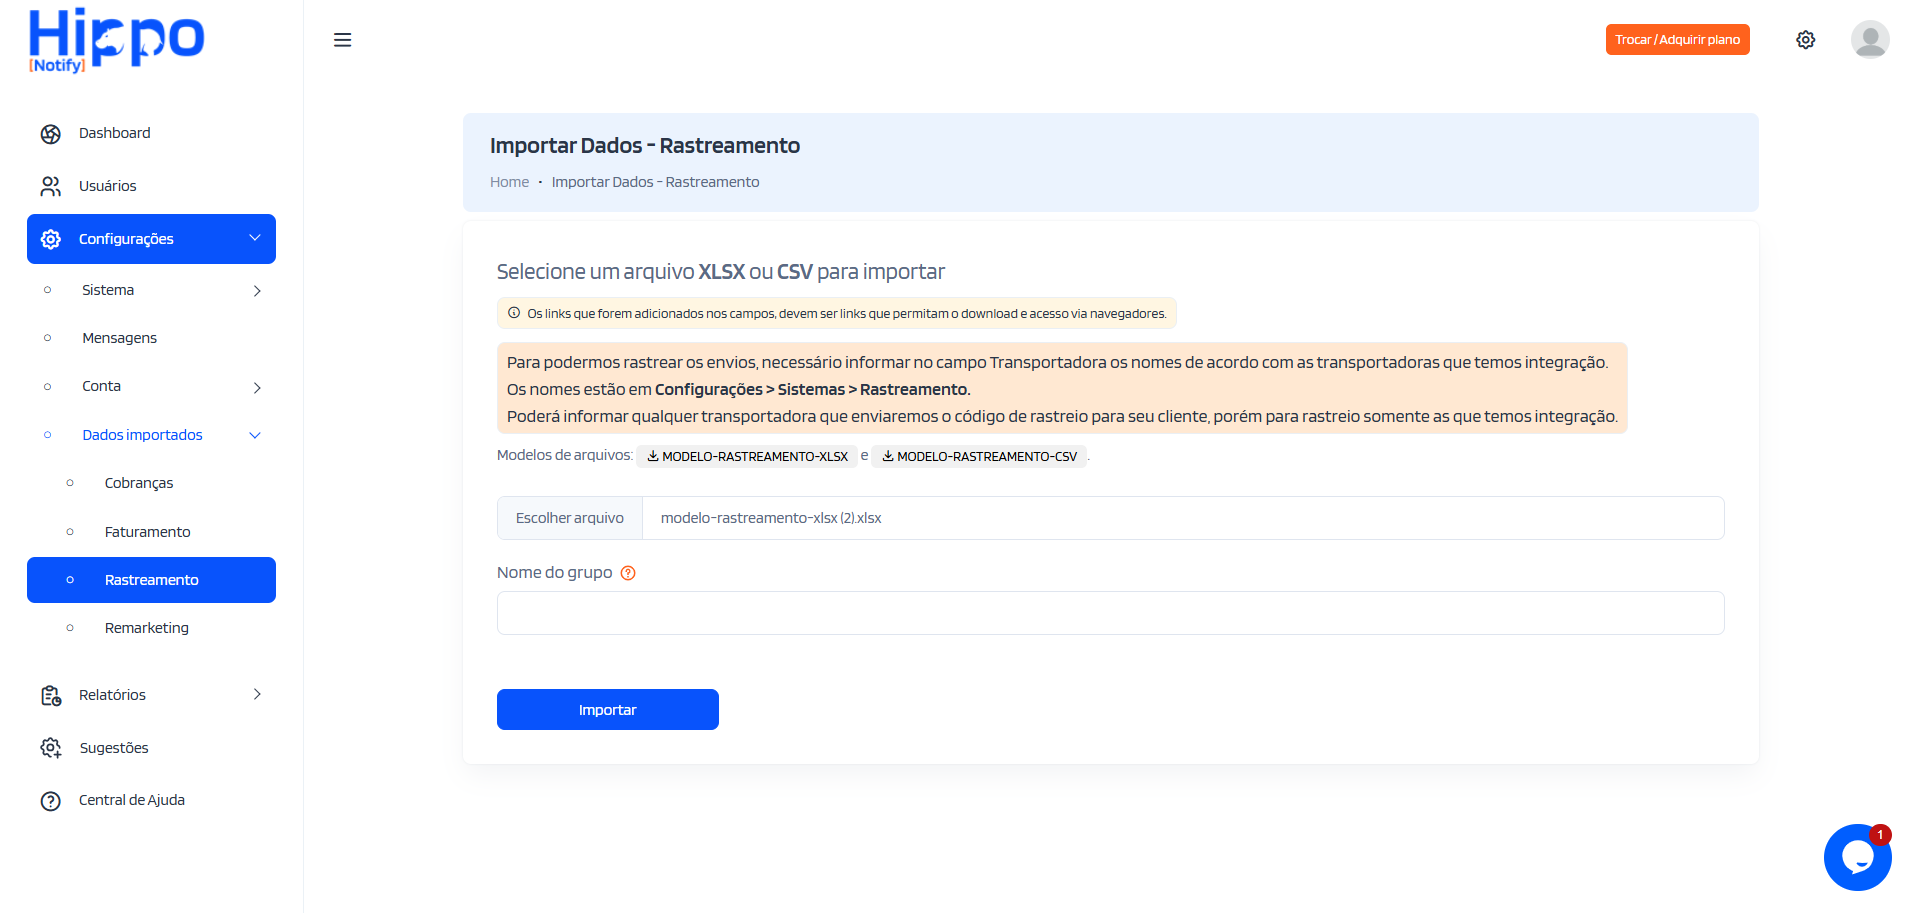 Hippo
[Notify]
Trocar / Adquirir plano
Dashboard
Usuários
Configurações
Sistema
Mensagens
Conta
Dados importados
Cobranças
Faturamento
Rastreamento
Remarketing
Relatórios
Sugestões
Central de Ajuda
Importar Dados - Rastreamento
Home • Importar Dados - Rastreamento
Selecione um arquivo XLSX ou CSV para importar
Os links que forem adicionados nos campos, devem ser links que permitam o download e acesso via navegadores.
Para podermos rastrear os envios, necessário informar no campo Transportadora os nomes de acordo com as transportadoras que temos integração.
Os nomes estão em Configurações > Sistemas > Rastreamento.
Poderá informar qualquer transportadora que enviaremos o código de rastreio para seu cliente, porém para rastreio somente as que temos integração.
Modelos de arquivos: MODELO-RASTREAMENTO-XLSX e MODELO-RASTREAMENTO-CSV.
Escolher arquivo modelo-rastreamento-xlsx (2).xlsx
Nome do grupo
Importar
1